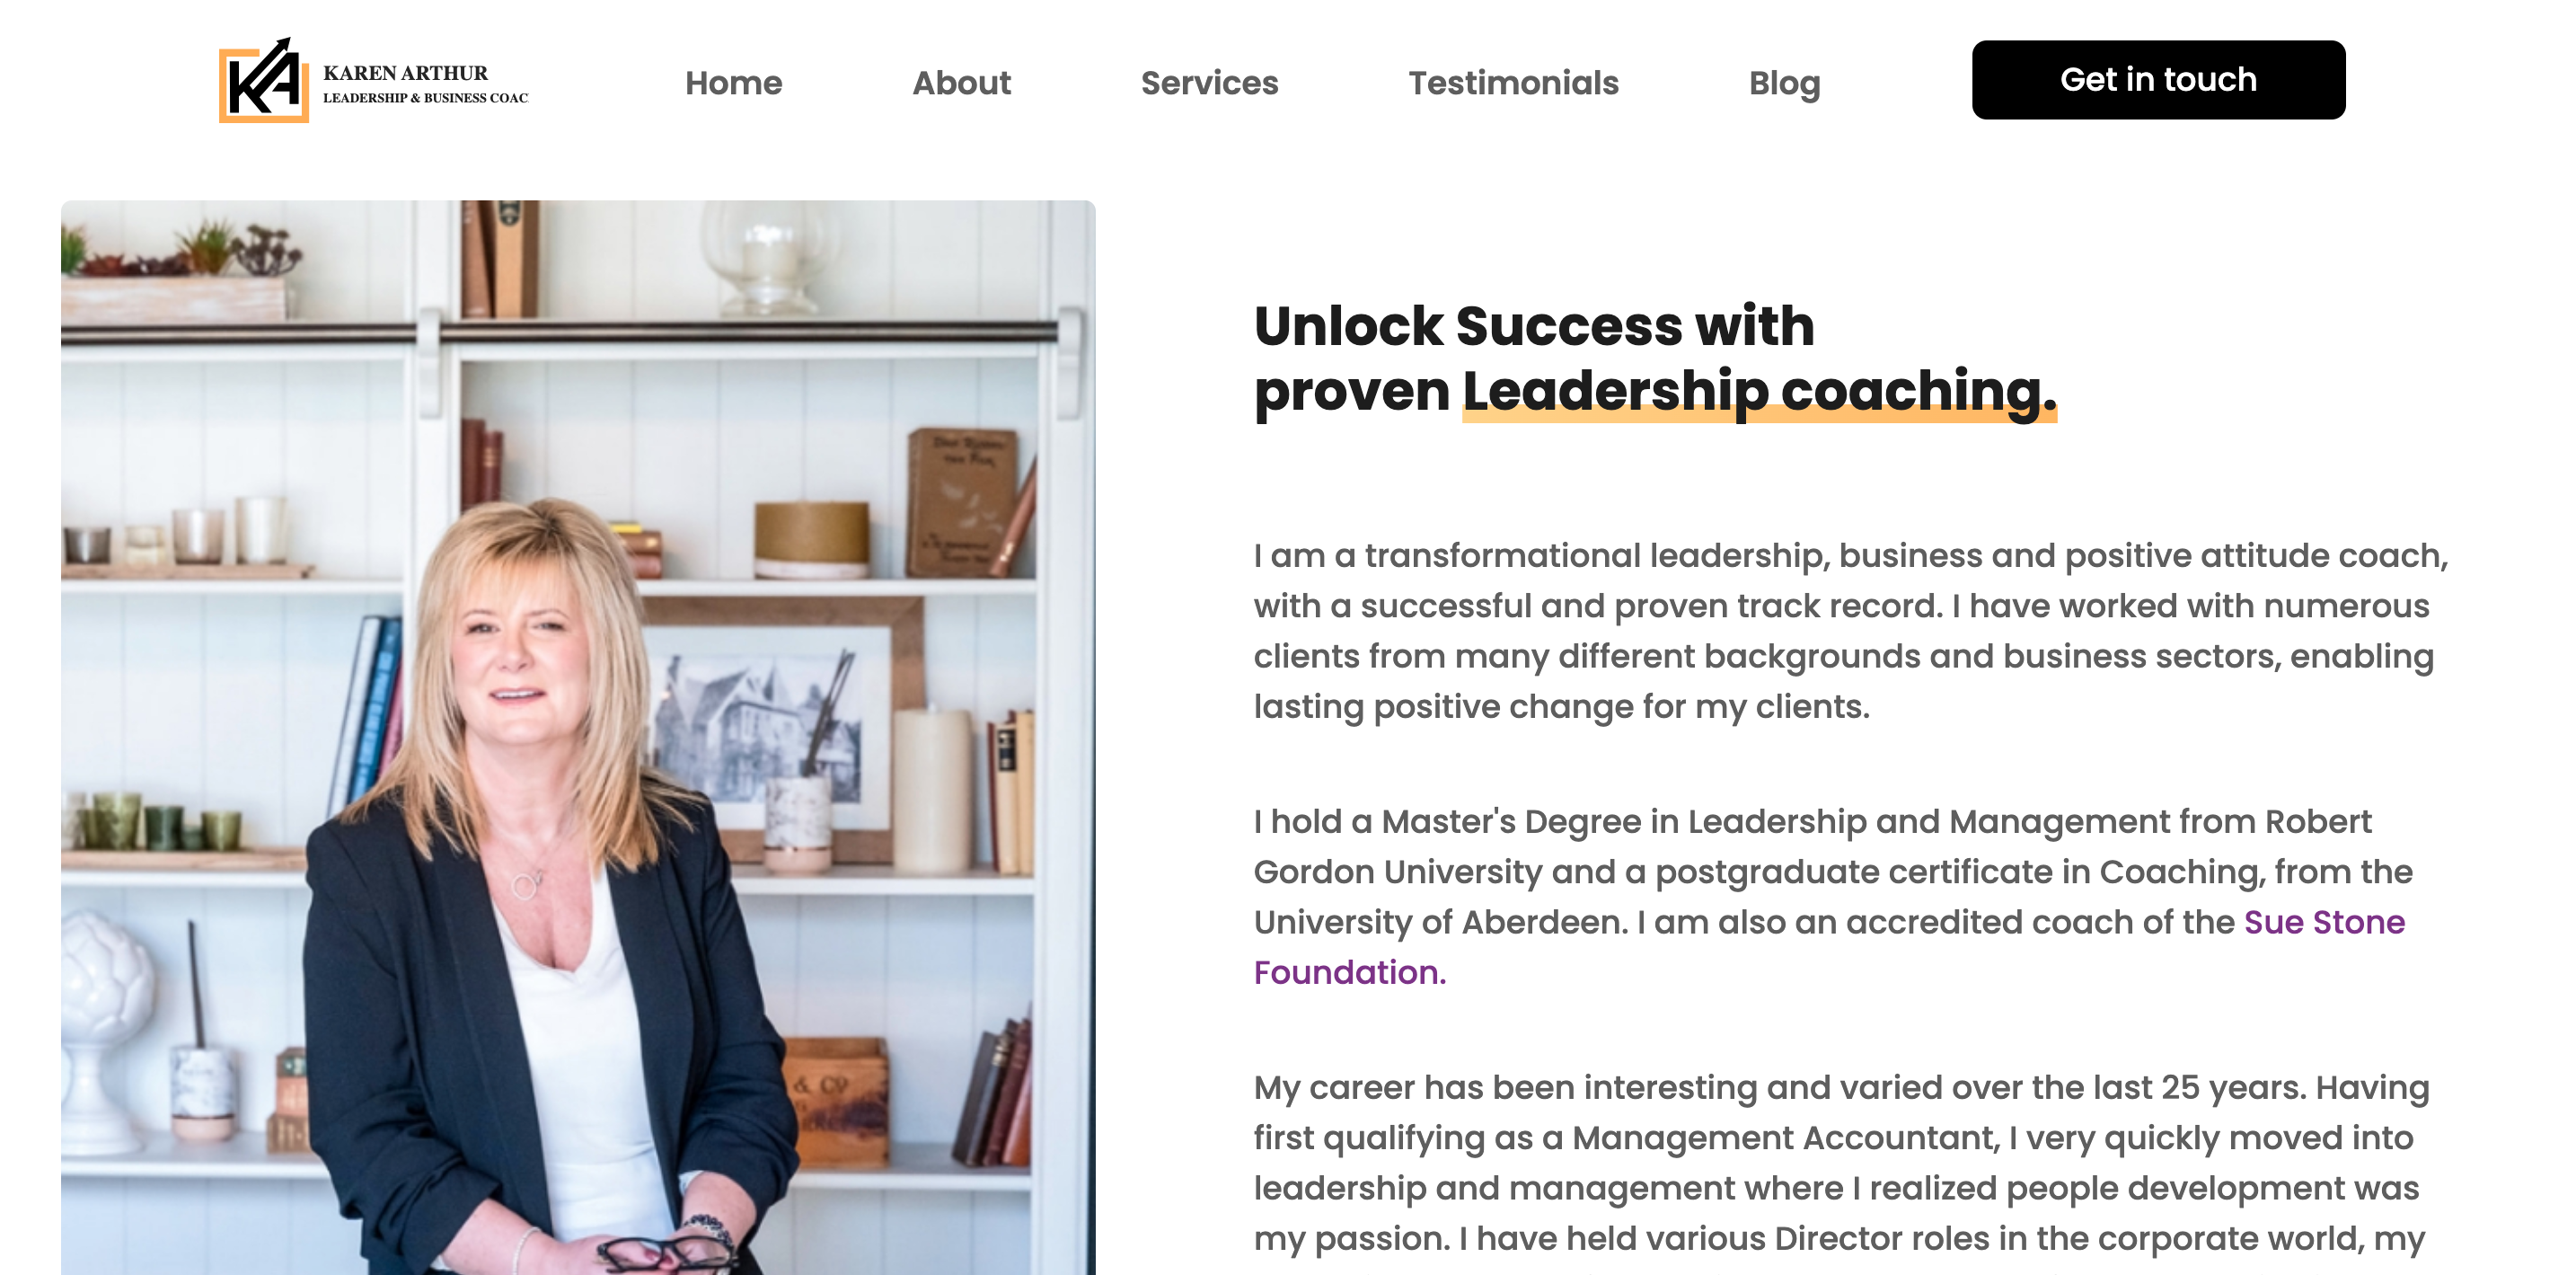 KAREN ARTHUR
LEADERSHIP & BUSINESS COAC
Home
About
Services
Testimonials
Blog
Get in touch
Unlock Success with
proven Leadership coaching.
I am a transformational leadership, business and positive attitude coach,
with a successful and proven track record. I have worked with numerous
clients from many different backgrounds and business sectors, enabling
lasting positive change for my clients.
I hold a Master's Degree in Leadership and Management from Robert
Gordon University and a postgraduate certificate in Coaching, from the
University of Aberdeen. I am also an accredited coach of the Sue Stone
Foundation.
My career has been interesting and varied over the last 25 years. Having
first qualifying as a Management Accountant, I very quickly moved into
leadership and management where I realized people development was
my passion. I have held various Director roles in the corporate world, my
& CO